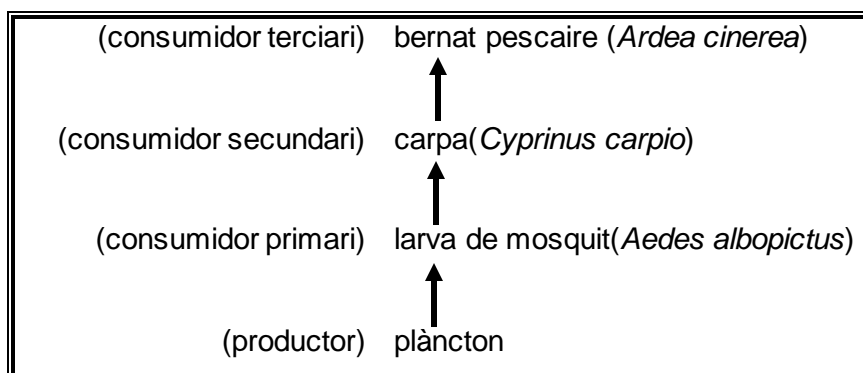 (consumidor terciari) bernat pescaire (Ardea cinerea)
(consumidor secundari) carpa(Cyprinus carpio)
(consumidor primari) larva de mosquit(Aedes albopictus)
(productor) plàncton